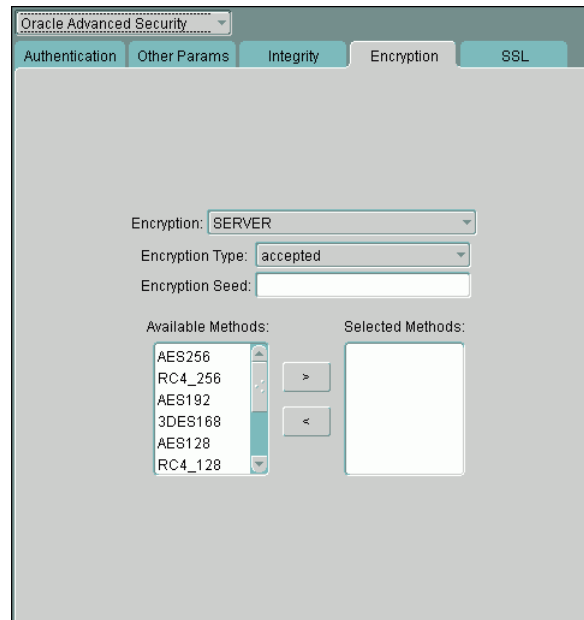 Oracle Advanced Security
Authentication Other Params Integrity Encryption SSL
Encryption: SERVER
Encryption Type: accepted
Encryption Seed:
Available Methods: Selected Methods:
AES256
RC4_256
>
AES192
3DES168
<
AES128
RC4_128